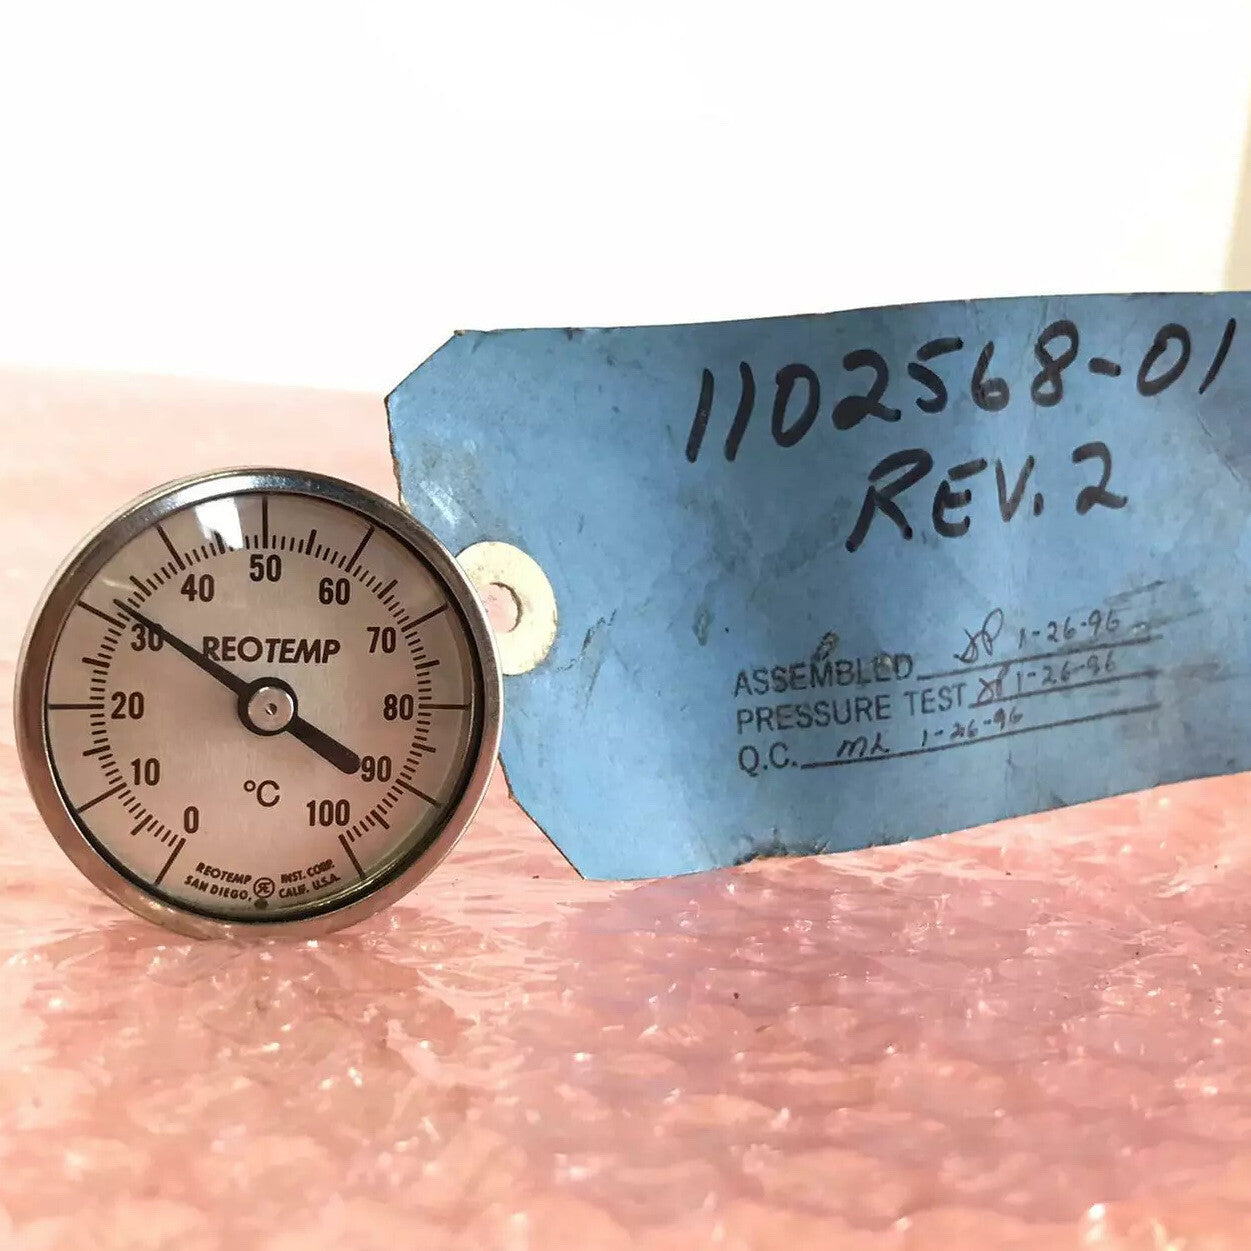 50
40 60
30 REOTEMP 70
20 80
10 90
°C
0 100
REOTEMP INST. CORP.
SAN DIEGO, CALIF. U.S.A.
1102568-01
REV. 2
ASSEMBLED 1-26-96
PRESSURE TEST 1-26-96
Q.C. ML 1-26-96